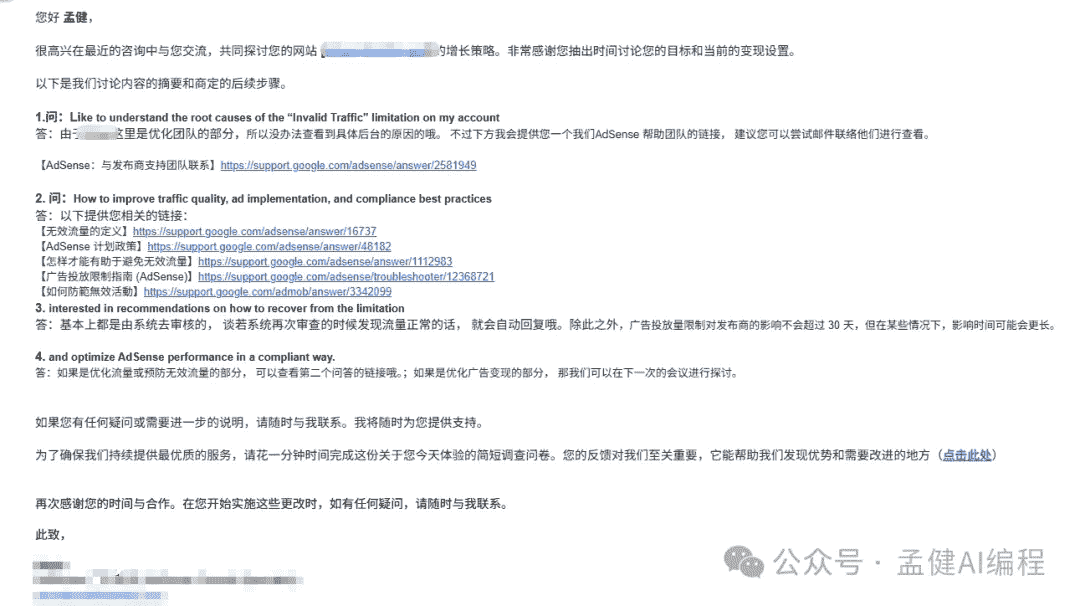 您好 孟健，
很高兴在最近的咨询中与您交流，共同探讨您的网站 的增长策略。非常感谢您抽出时间讨论您的目标和当前的变现设置。
以下是我们讨论内容的摘要和商定的后续步骤。
1.问：Like to understand the root causes of the “Invalid Traffic” limitation on my account
答：由于 这里是优化团队的部分，所以没办法查看到具体后台的原因的哦。 不过下方我会提供您一个我们AdSense 帮助团队的链接， 建议您可以尝试邮件联络他们进行查看。
【AdSense：与发布商支持团队联系】https://support.google.com/adsense/answer/2581949
2. 问：How to improve traffic quality, ad implementation, and compliance best practices
答：以下提供您相关的链接：
【无效流量的定义】https://support.google.com/adsense/answer/16737
【AdSense 计划政策】https://support.google.com/adsense/answer/48182
【怎样才能有助于避免无效流量】https://support.google.com/adsense/answer/1112983
【广告投放限制指南 (AdSense)】https://support.google.com/adsense/troubleshooter/12368721
【如何防範無效活動】https://support.google.com/admob/answer/3342099
3. interested in recommendations on how to recover from the limitation
答：基本上都是由系统去审核的， 谈若系统再次审查的时候发现流量正常的话， 就会自动回复哦。除此之外，广告投放量限制对发布商的影响不会超过 30 天，但在某些情况下，影响时间可能会更长。
4. and optimize AdSense performance in a compliant way.
答：如果是优化流量或预防无效流量的部分， 可以查看第二个问答的链接哦。；如果是优化广告变现的部分， 那我们可以在下一次的会议进行探讨。
如果您有任何疑问或需要进一步的说明，请随时与我联系。我将随时为您提供支持。
为了确保我们持续提供最优质的服务，请花一分钟时间完成这份关于您今天体验的简短调查问卷。您的反馈对我们至关重要，它能帮助我们发现优势和需要改进的地方（点击此处）
再次感谢您的时间与合作。在您开始实施这些更改时，如有任何疑问，请随时与我联系。
此致，
公众号 · 孟健AI编程